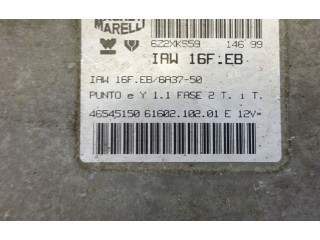 MARELLI
6Z2XKS59 146 99
IAW 16F.EB
IAW 16F.EB/6A37-50
PUNTO e Y 1.1 FASE 2 T. i T.
46545150 61602.102.01 E 12V=